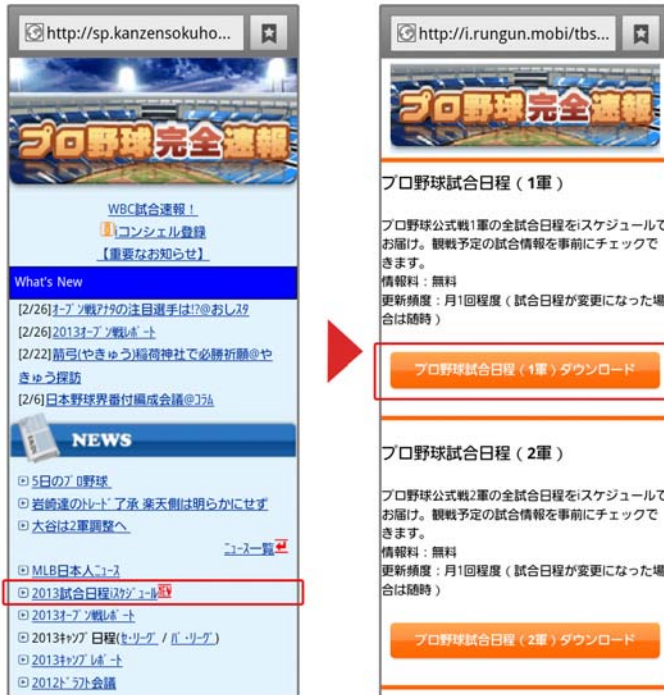 http://sp.kanzensokuho...
プロ野球完全速報
WBC試合速報！
iコンシェル登録
【重要なお知らせ】
What's New
[2/26]ｵｰﾌﾟﾝ戦ｱﾅﾀの注目選手は!?@おしｽﾀ
[2/26]2013ｵｰﾌﾟﾝ戦ﾚﾎﾟｰﾄ
[2/22]箭弓(やきゅう)稲荷神社で必勝祈願@や
きゅう探訪
[2/6]日本野球界番付編成会議@ｺﾗﾑ
NEWS
5日のﾌﾟﾛ野球
岩崎達のﾄﾚｰﾄﾞ了承 楽天側は明らかにせず
大谷は2軍調整へ
ﾆｭｰｽ一覧
MLB日本人ﾆｭｰｽ
2013試合日程iｽｹｼﾞｭｰﾙ
2013ｵｰﾌﾟﾝ戦ﾚﾎﾟｰﾄ
2013ｷｬﾝﾌﾟ日程(ｾ･ﾘｰｸﾞ / ﾊﾟ･ﾘｰｸﾞ)
2013ｷｬﾝﾌﾟﾚﾎﾟｰﾄ
2012ﾄﾞﾗﾌﾄ会議
http://i.rungun.mobi/tbs...
プロ野球完全速報
プロ野球試合日程（1軍）
プロ野球公式戦1軍の全試合日程をiスケジュールで
お届け。観戦予定の試合情報を事前にチェックで
きます。
情報料：無料
更新頻度：月1回程度（試合日程が変更になった場
合は随時）
プロ野球試合日程（1軍）ダウンロード
プロ野球試合日程（2軍）
プロ野球公式戦2軍の全試合日程をiスケジュールで
お届け。観戦予定の試合情報を事前にチェックで
きます。
情報料：無料
更新頻度：月1回程度（試合日程が変更になった場
合は随時）
プロ野球試合日程（2軍）ダウンロード